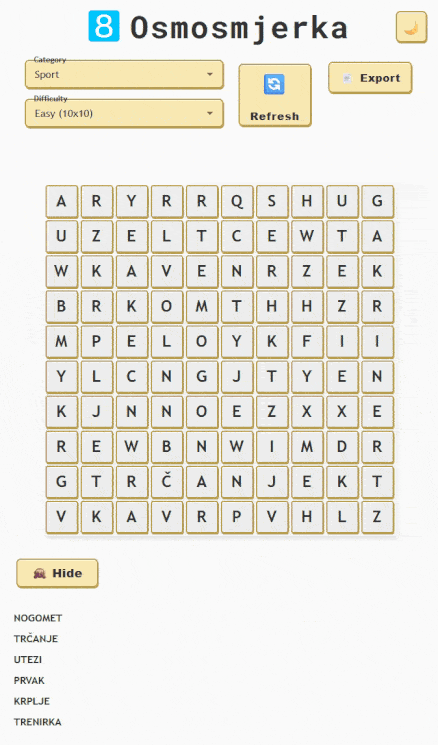 8 Osmosmjerka
Category
Sport
Difficulty
Easy (10x10)
Refresh
Export
A R Y R R Q S H U G
U Z E L T C E W T A
W K A V E N R Z E K
B R K O M T H H Z R
M P E L O Y K F I I
Y L C N G J T Y E N
K J N N O E Z X X E
R E W B N W I M D R
G T R Č A N J E K T
V K A V R P V H L Z
Hide
NOGOMET
TRČANJE
UTEZI
PRVAK
KRPLJE
TRENIRKA